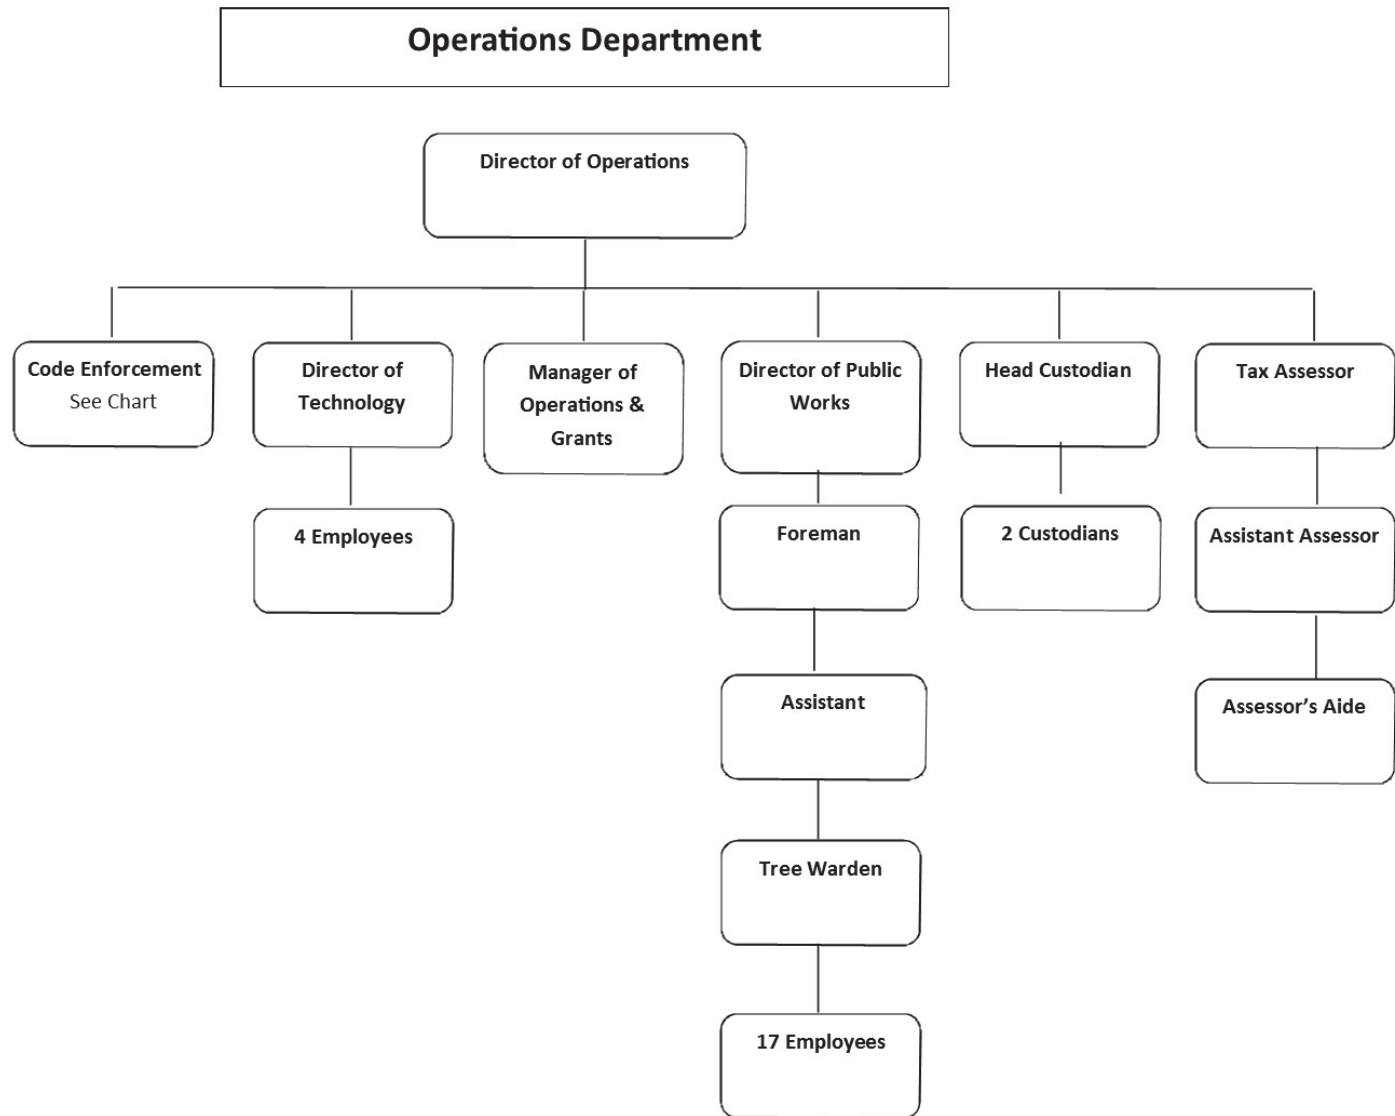 Operations Department
Director of Operations
Code Enforcement
See Chart
Director of
Technology
Manager of
Operations &
Grants
Director of Public
Works
Head Custodian
Tax Assessor
4 Employees
Foreman
2 Custodians
Assistant Assessor
Assistant
Assessor’s Aide
Tree Warden
17 Employees